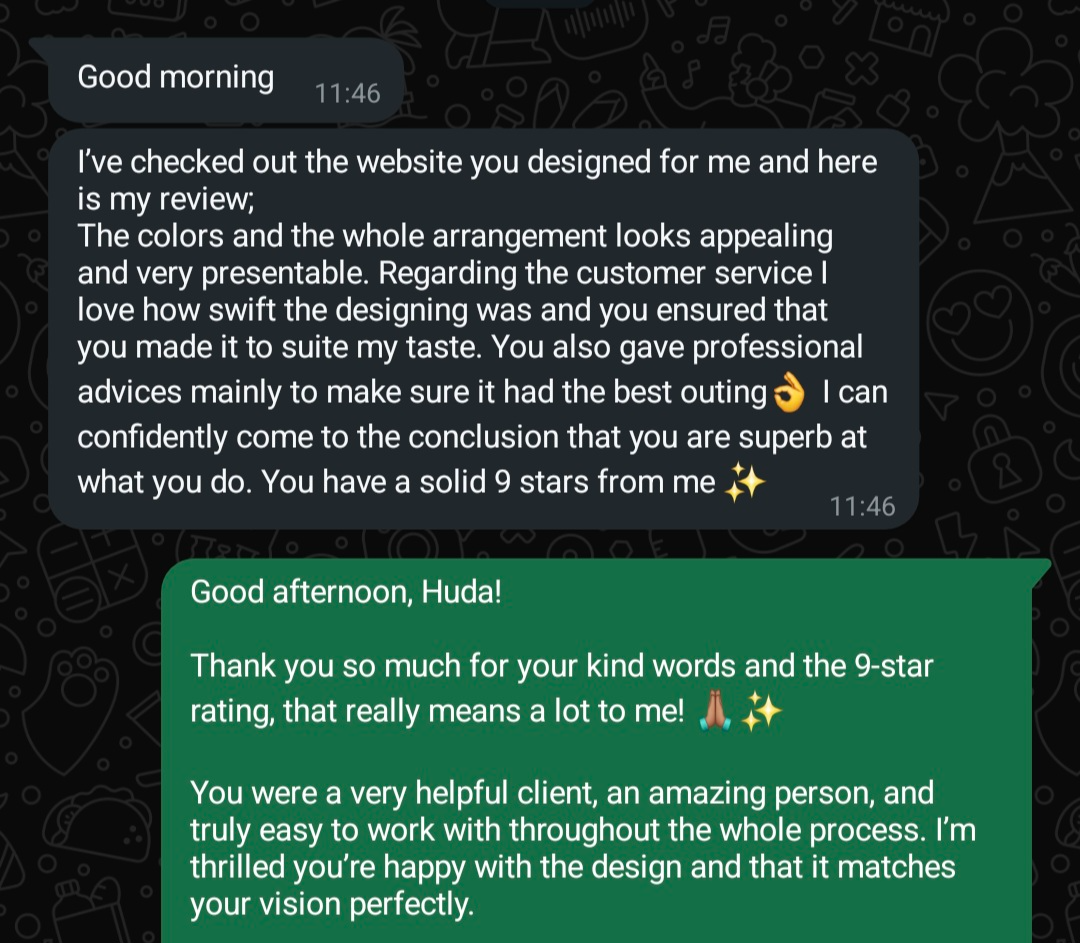 Good morning
11:46
I’ve checked out the website you designed for me and here
is my review;
The colors and the whole arrangement looks appealing
and very presentable. Regarding the customer service I
love how swift the designing was and you ensured that
you made it to suite my taste. You also gave professional
advices mainly to make sure it had the best outing👌 I can
confidently come to the conclusion that you are superb at
what you do. You have a solid 9 stars from me ✨
11:46
Good afternoon, Huda!
Thank you so much for your kind words and the 9-star
rating, that really means a lot to me! 🙏🏽 ✨
You were a very helpful client, an amazing person, and
truly easy to work with throughout the whole process. I’m
thrilled you’re happy with the design and that it matches
your vision perfectly.